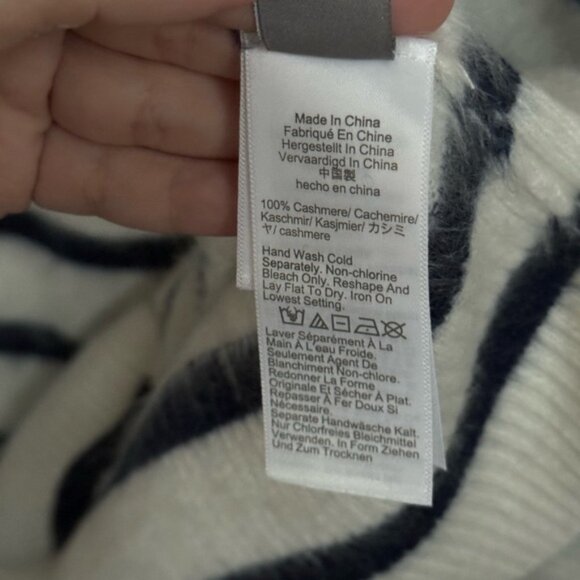 Made In China
Fabriqué En Chine
Hergestellt In China
Vervaardigd In China
中国製
hecho en china
100% Cashmere/ Cachemire/
Kaschmir/ Kasjmier/ カシミ
ヤ/ cashmere
Hand Wash Cold
Separately. Non-chlorine
Bleach Only. Reshape And
Lay Flat To Dry. Iron On
Lowest Setting.
Laver Séparément À La
Main À L'eau Froide.
Seulement Agent De
Blanchiment Non-chlore.
Redonner La Forme
Originale Et Sécher À Plat.
Repasser À Fer Doux Si
Nécessaire.
Separate Handwäsche Kalt.
Nur Chlorfreies Bleichmittel
Verwenden. In Form Ziehen
Und Zum Trocknen